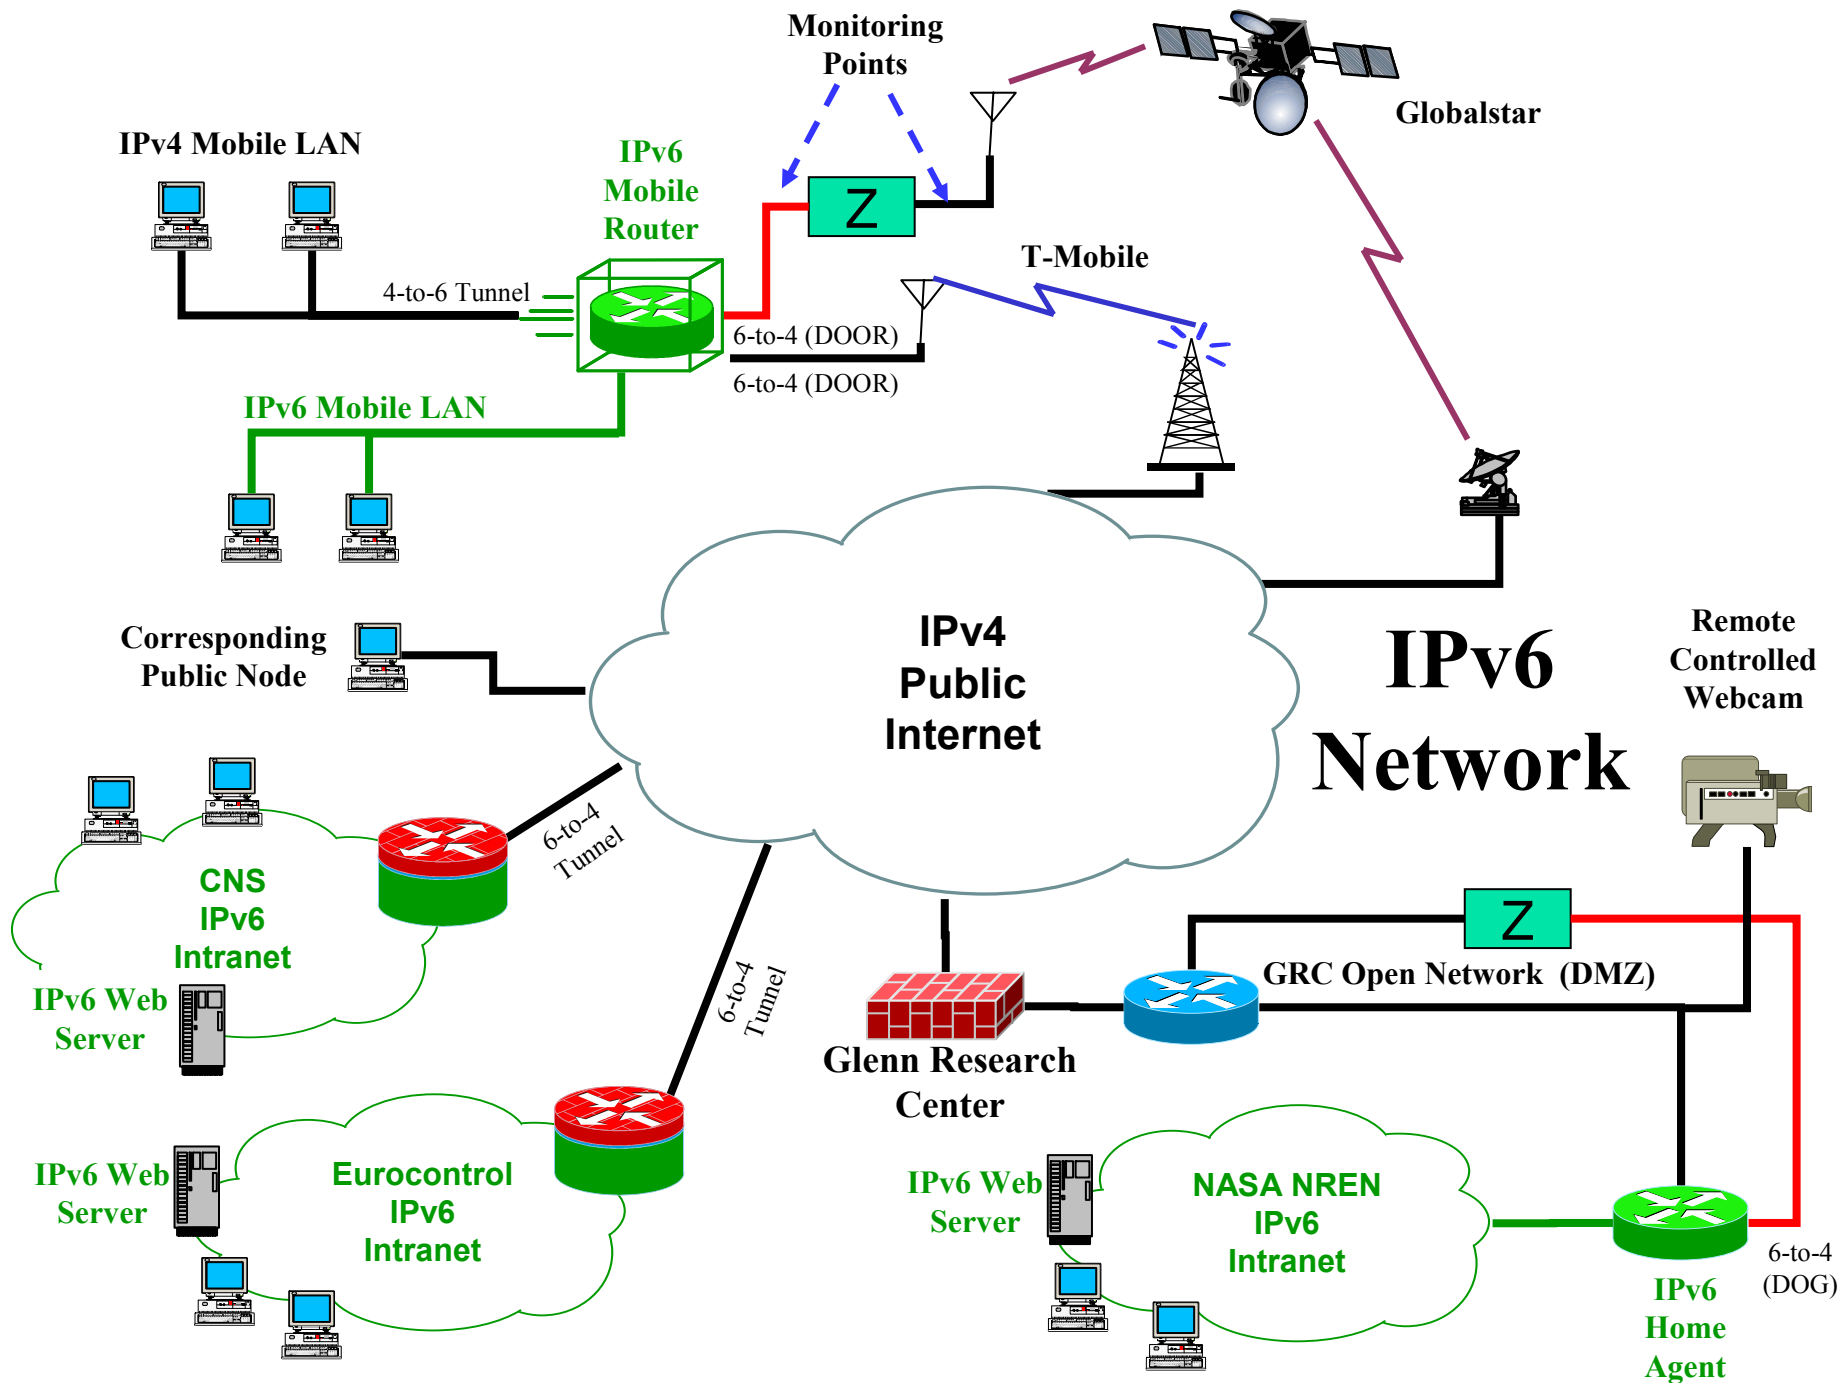 Monitoring
Points
Globalstar
IPv4 Mobile LAN
IPv6
Mobile
Router
Z
T-Mobile
4-to-6 Tunnel
6-to-4 (DOOR)
6-to-4 (DOOR)
IPv6 Mobile LAN
Corresponding
Public Node
IPv4
Public
Internet
IPv6
Network
Remote
Controlled
Webcam
6-to-4
Tunnel
CNS
IPv6
Intranet
IPv6 Web
Server
6-to-4
Tunnel
Z
GRC Open Network (DMZ)
Glenn Research
Center
IPv6 Web
Server
Eurocontrol
IPv6
Intranet
IPv6 Web
Server
NASA NREN
IPv6
Intranet
6-to-4
(DOG)
IPv6
Home
Agent